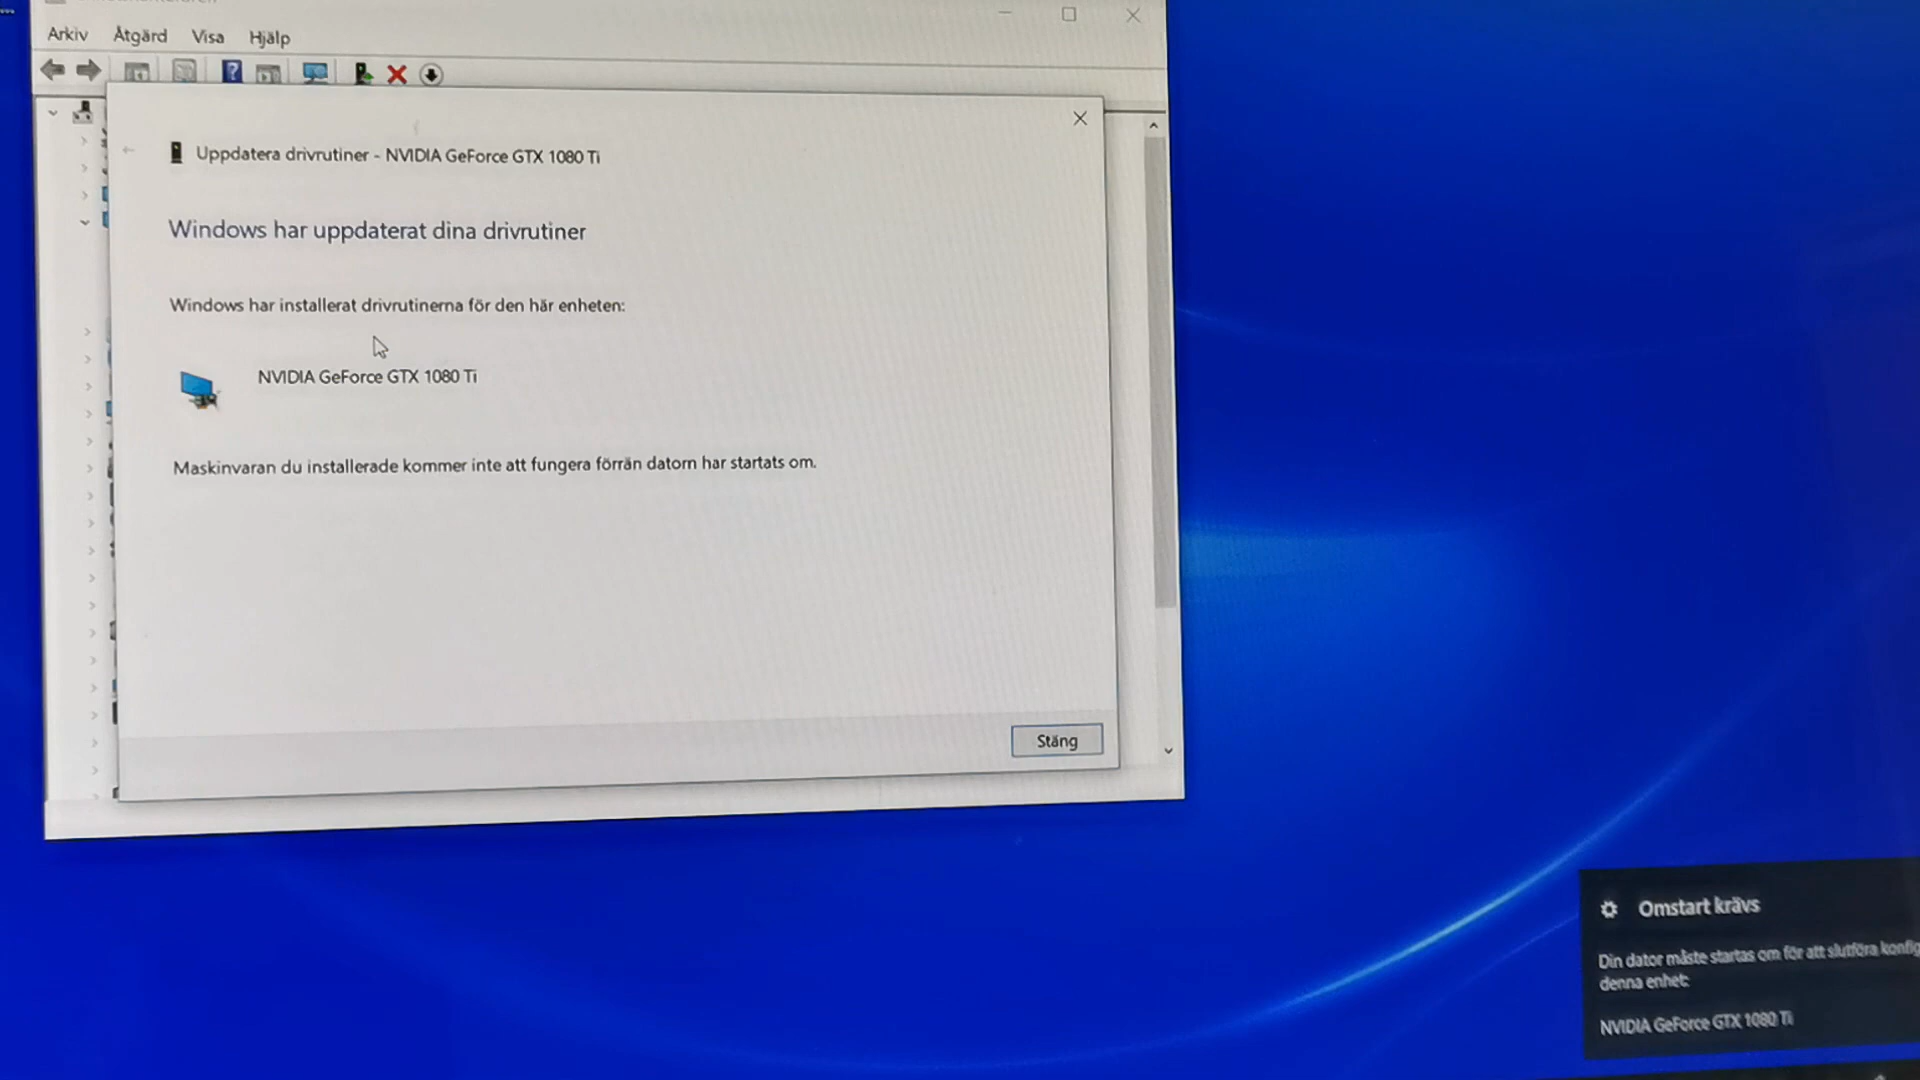 Arkiv Åtgärd Visa Hjälp
Uppdatera drivrutiner - NVIDIA GeForce GTX 1080 Ti
Windows har uppdaterat dina drivrutiner
Windows har installerat drivrutinerna för den här enheten:
NVIDIA GeForce GTX 1080 Ti
Maskinvaran du installerade kommer inte att fungera förrän datorn har startats om.
Stäng
Omstart krävs
Din dator måste startas om för att slutföra konfig
denna enhet:
NVIDIA GeForce GTX 1080 Ti